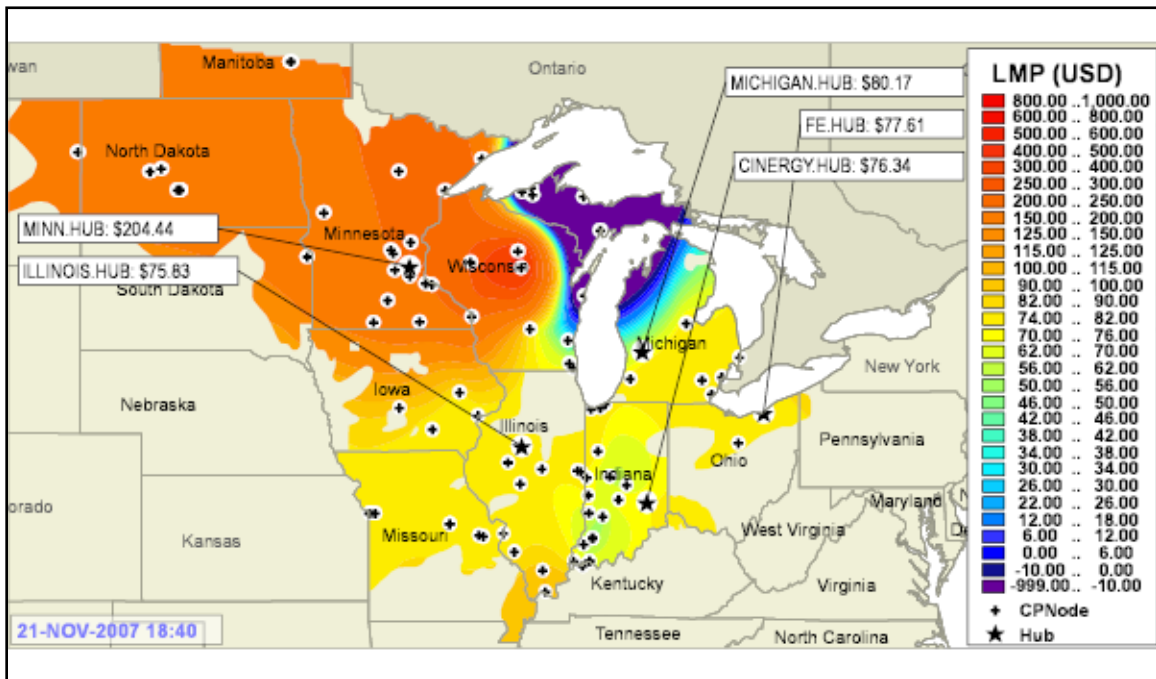 wan
Manitoba
Ontario
MICHIGAN.HUB: $80.17
FE.HUB: $77.61
CINERGY.HUB: $76.34
North Dakota
MINN.HUB: $204.44
Minnesota
ILLINOIS.HUB: $75.83
Wisconsi
South Dakota
Michigan
New York
Iowa
Nebraska
Illinois
Pennsylvania
Ohio
Indiana
orado
Maryland
N
De
Missouri
West Virginia
Kansas
Kentucky
Virginia
21-NOV-2007 18:40
Tennessee
North Carolina
LMP (USD)
800.00 ..1,000.00
600.00 .. 800.00
500.00 .. 600.00
400.00 .. 500.00
300.00 .. 400.00
250.00 .. 300.00
200.00 .. 250.00
150.00 .. 200.00
125.00 .. 150.00
115.00 .. 125.00
100.00 .. 115.00
90.00 .. 100.00
82.00 .. 90.00
74.00 .. 82.00
70.00 .. 76.00
62.00 .. 70.00
56.00 .. 62.00
50.00 .. 56.00
46.00 .. 50.00
42.00 .. 46.00
38.00 .. 42.00
34.00 .. 38.00
30.00 .. 34.00
26.00 .. 30.00
22.00 .. 26.00
12.00 .. 18.00
6.00 .. 12.00
0.00 .. 6.00
-10.00 .. 0.00
-999.00 .. -10.00
CPNode
Hub